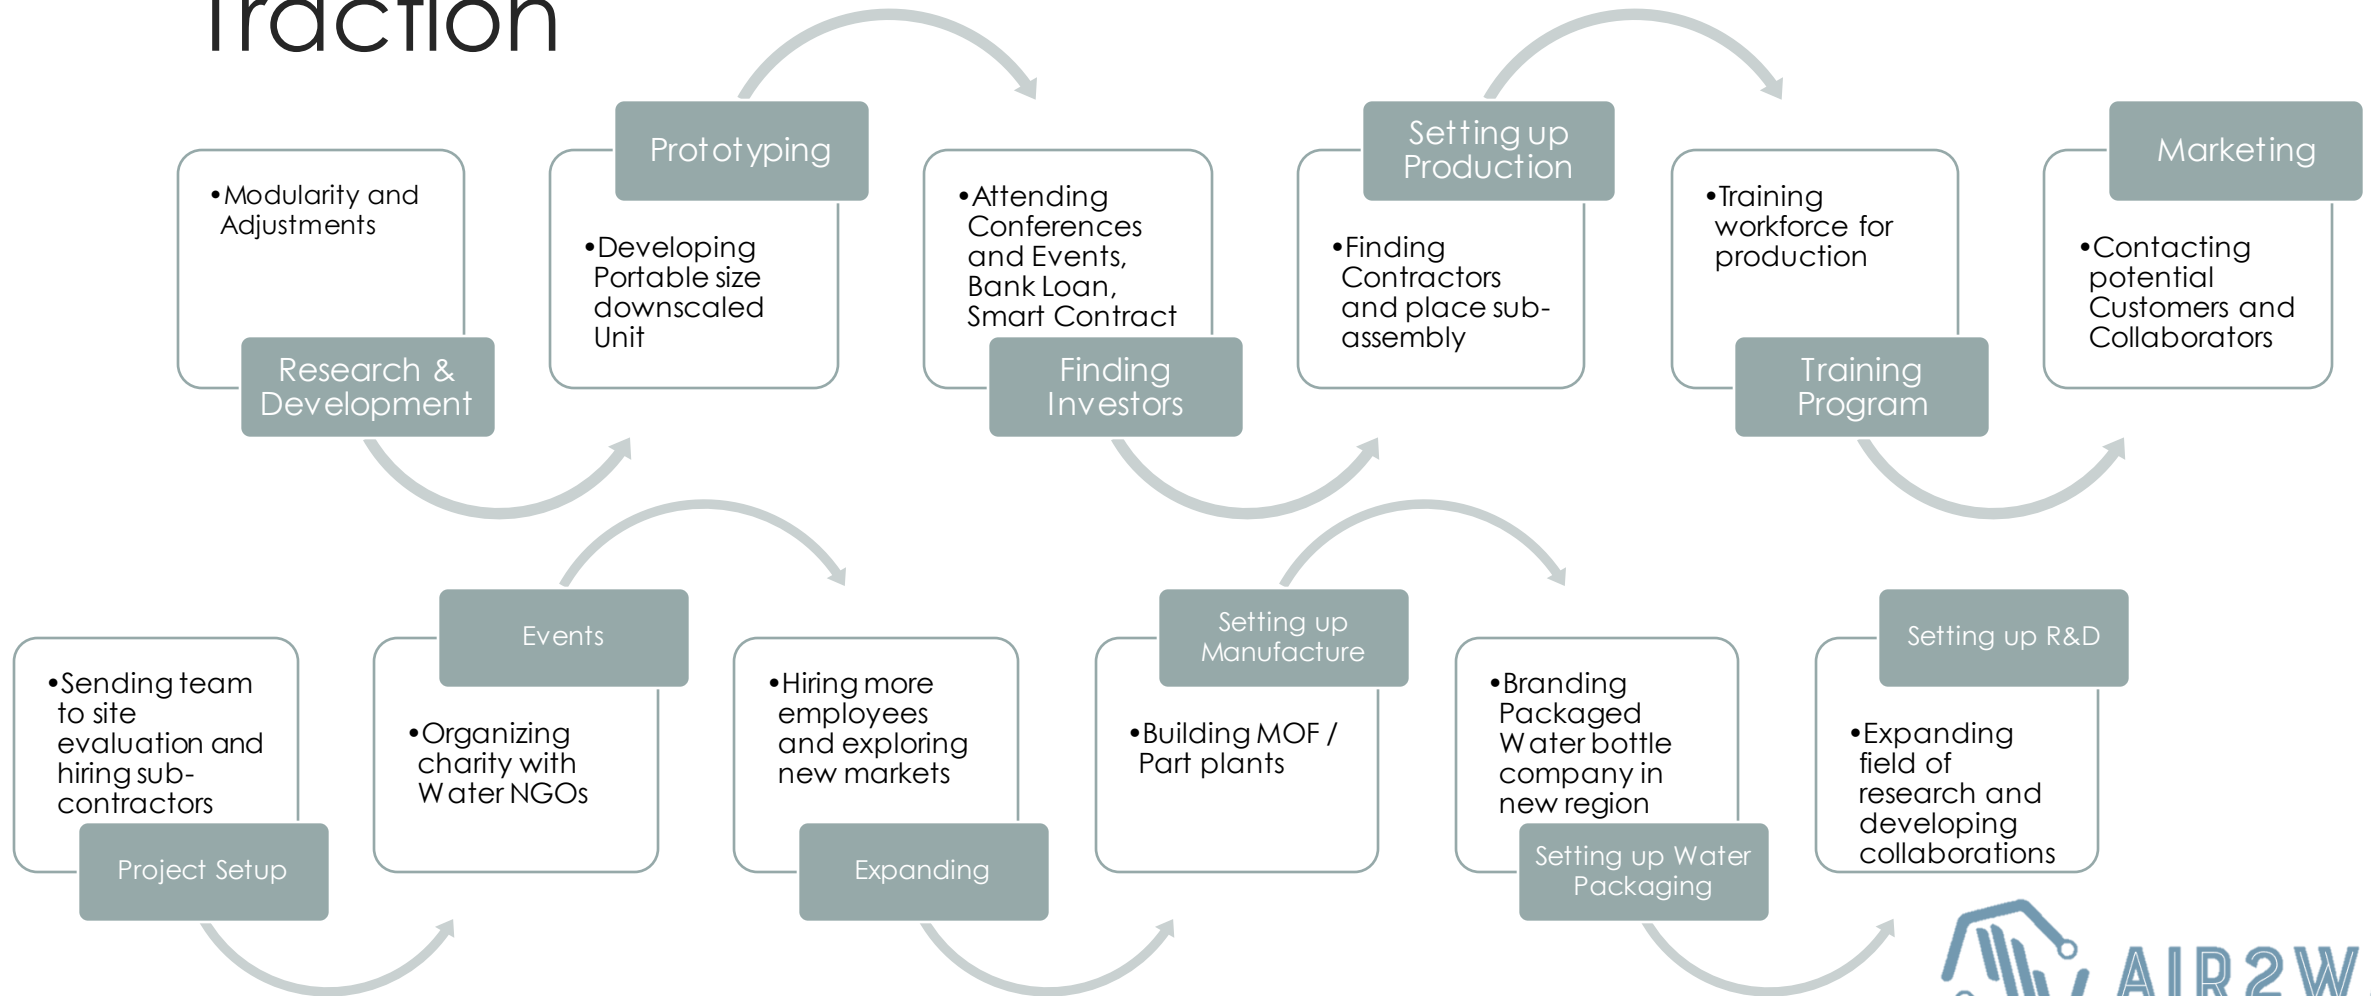 Traction
•Modularity and
Adjustments
Research &
Development
Prototyping
•Developing
Portable size
downscaled
Unit
•Attending
Conferences
and Events,
Bank Loan,
Smart Contract
Finding
Investors
Setting up
Production
•Finding
Contractors
and place sub-
assembly
•Training
workforce for
production
Training
Program
Marketing
•Contacting
potential
Customers and
Collaborators
•Sending team
to site
evaluation and
hiring sub-
contractors
Project Setup
Events
•Organizing
charity with
Water NGOs
•Hiring more
employees
and exploring
new markets
Expanding
Setting up
Manufacture
•Building MOF /
Part plants
•Branding
Packaged
Water bottle
company in
new region
Setting up Water
Packaging
Setting up R&D
•Expanding
field of
research and
developing
collaborations
AIR2W